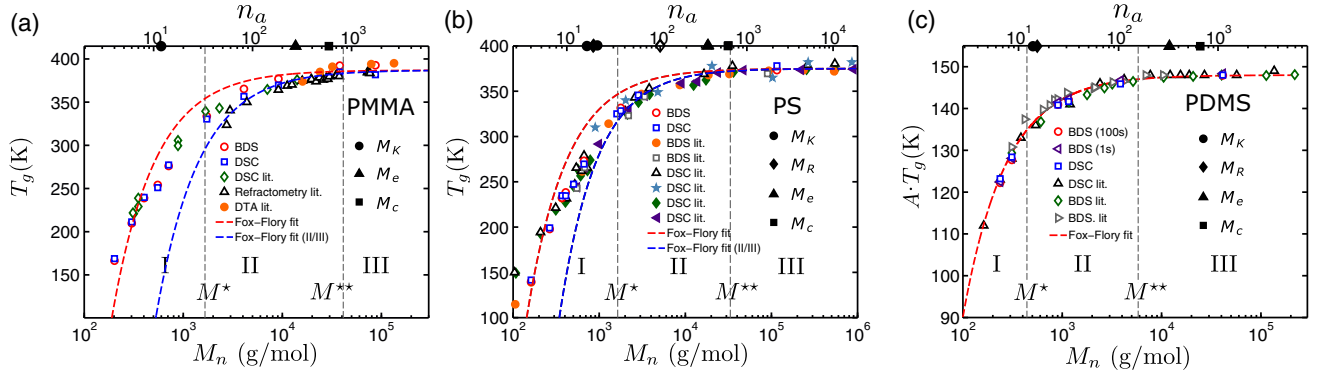 (a)
n_a
10^1 10^2 10^3
400
350
300
250
200
150
T_g(K)
PMMA
M_K
M_e
M_c
BDS
DSC
DSC lit.
Refractometry lit.
DTA lit.
Fox−Flory fit
Fox−Flory fit (II/III)
I II III
M* M**
10^2 10^3 10^4
M_n (g/mol)
(b)
n_a
10^1 10^2 10^3
400
350
300
250
200
150
100
T_g(K)
PS
M_K
M_R
M_e
M_c
BDS
DSC
BDS lit.
BDS lit.
DSC lit.
DSC lit.
DSC lit.
DSC lit.
Fox−Flory fit
Fox−Flory fit (II/III)
I II III
M* M**
10^2 10^3 10^4 10^5 10^6
M_n (g/mol)
(c)
n_a
10^1 10^2 10^3
150
140
130
120
110
100
90
A·T_g(K)
PDMS
M_K
M_R
M_e
M_c
BDS (100s)
BDS (1s)
DSC
DSC lit.
BDS lit.
BDS. lit
Fox−Flory fit
I II III
M* M**
10^2 10^3 10^4 10^5
M_n (g/mol)